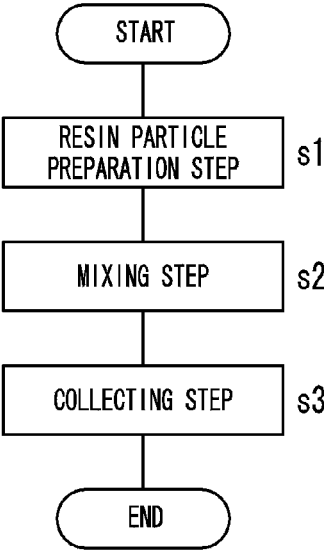 START
RESIN PARTICLE
PREPARATION STEP
s1
MIXING STEP
s2
COLLECTING STEP
s3
END